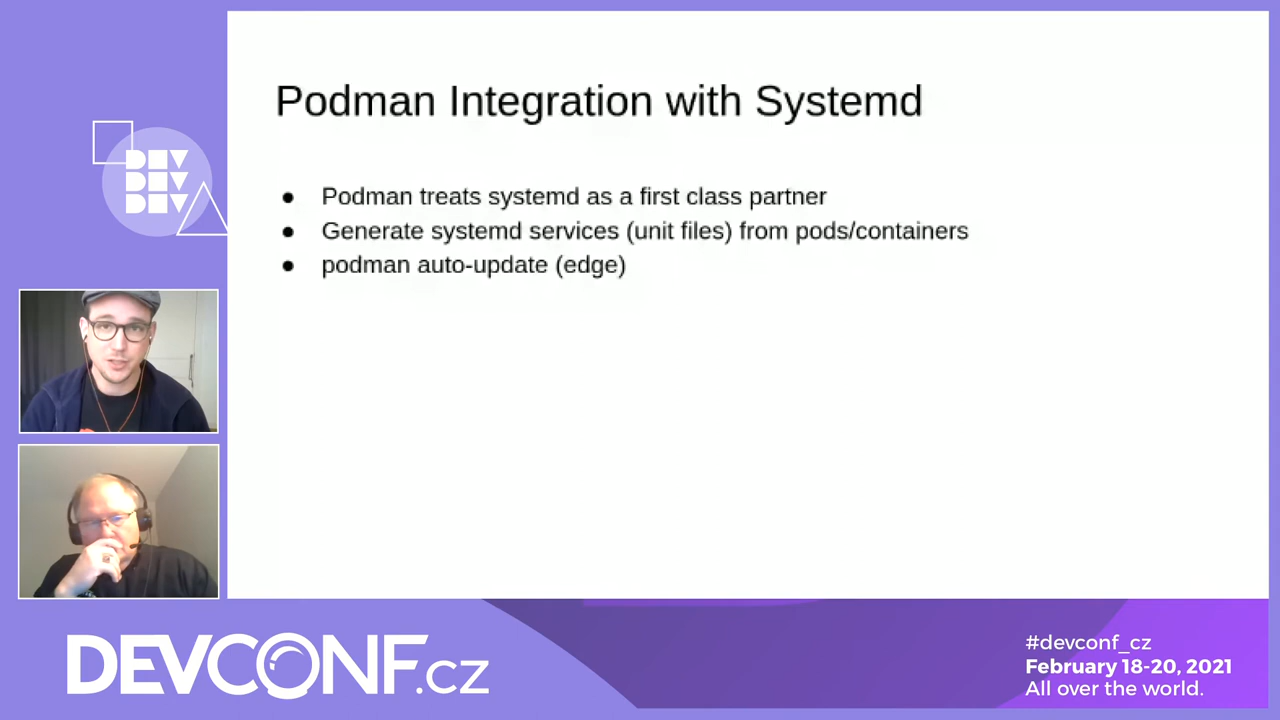 DEV
DEV
DEV
Podman Integration with Systemd
● Podman treats systemd as a first class partner
● Generate systemd services (unit files) from pods/containers
● podman auto-update (edge)
DEVCONF.cz
#devconf_cz
February 18-20, 2021
All over the world.